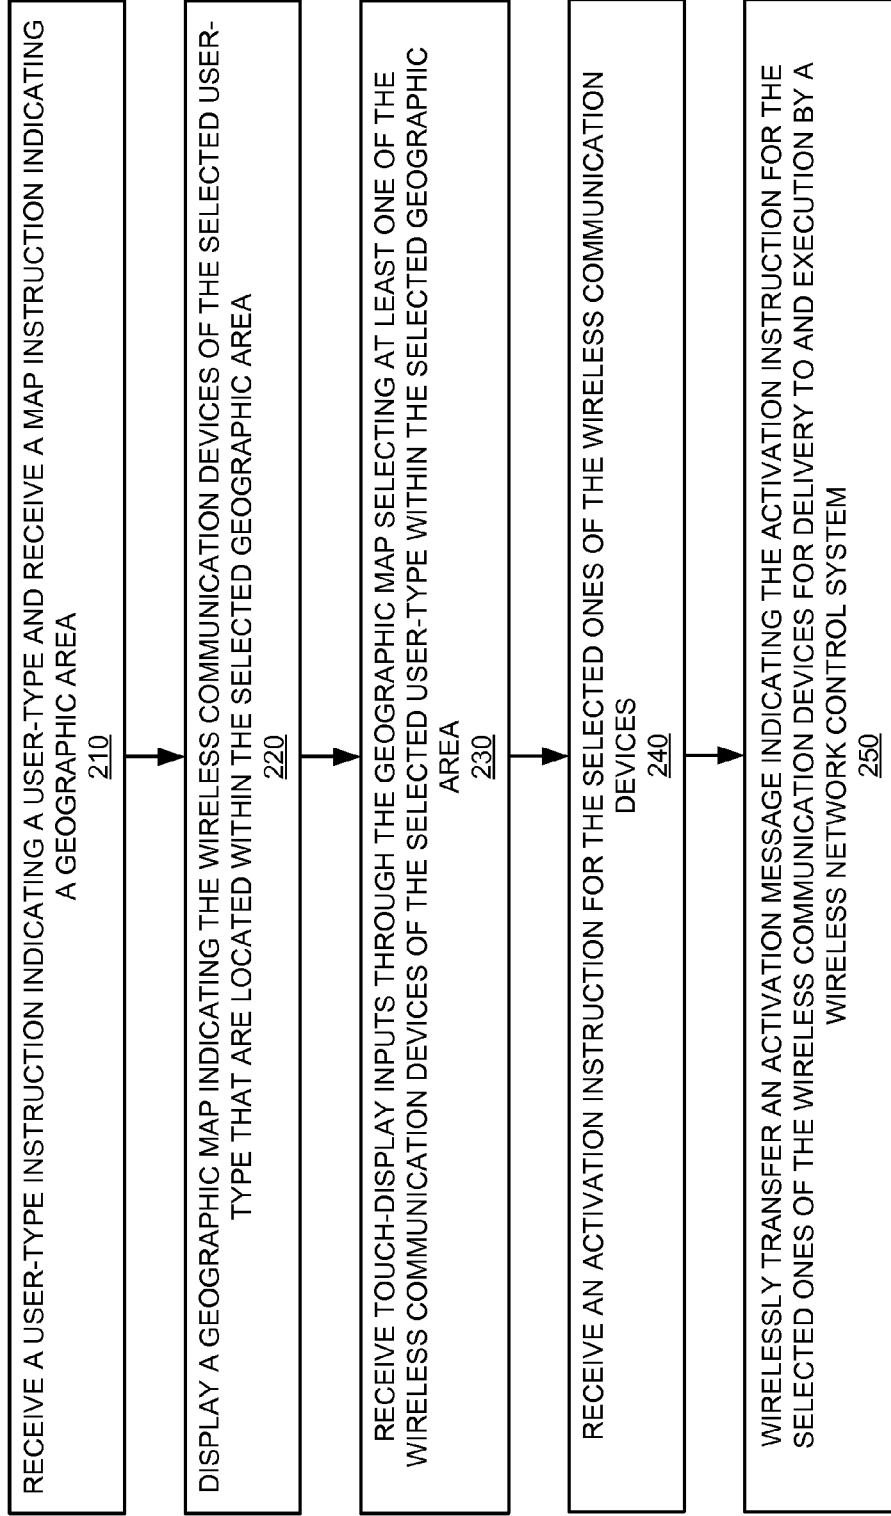 RECEIVE A USER-TYPE INSTRUCTION INDICATING A USER-TYPE AND RECEIVE A MAP INSTRUCTION INDICATING
A GEOGRAPHIC AREA
210
DISPLAY A GEOGRAPHIC MAP INDICATING THE WIRELESS COMMUNICATION DEVICES OF THE SELECTED USER-
TYPE THAT ARE LOCATED WITHIN THE SELECTED GEOGRAPHIC AREA
220
RECEIVE TOUCH-DISPLAY INPUTS THROUGH THE GEOGRAPHIC MAP SELECTING AT LEAST ONE OF THE
WIRELESS COMMUNICATION DEVICES OF THE SELECTED USER-TYPE WITHIN THE SELECTED GEOGRAPHIC
AREA
230
RECEIVE AN ACTIVATION INSTRUCTION FOR THE SELECTED ONES OF THE WIRELESS COMMUNICATION
DEVICES
240
WIRELESSLY TRANSFER AN ACTIVATION MESSAGE INDICATING THE ACTIVATION INSTRUCTION FOR THE
SELECTED ONES OF THE WIRELESS COMMUNICATION DEVICES FOR DELIVERY TO AND EXECUTION BY A
WIRELESS NETWORK CONTROL SYSTEM
250